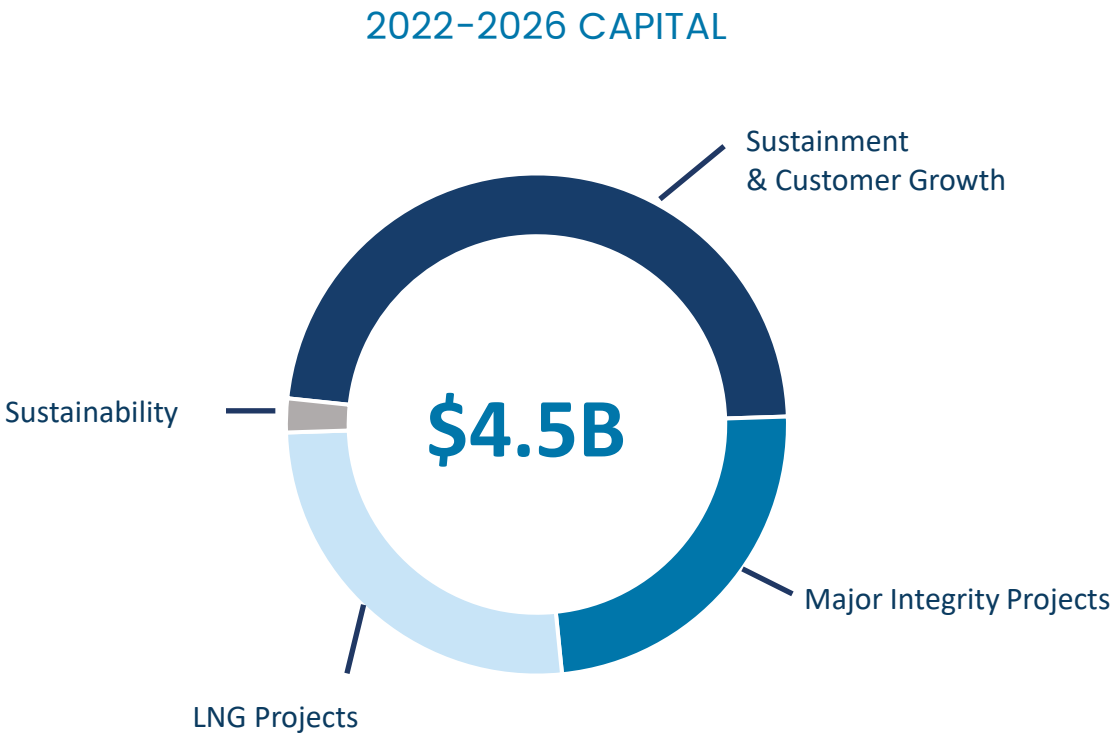 2022-2026 CAPITAL
Sustainment
& Customer Growth
Sustainability
$4.5B
Major Integrity Projects
LNG Projects